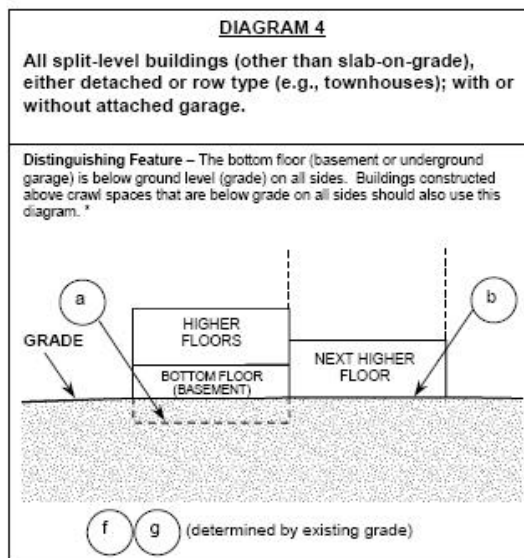 DIAGRAM 4
All split-level buildings (other than slab-on-grade),
either detached or row type (e.g., townhouses); with or
without attached garage.
Distinguishing Feature – The bottom floor (basement or underground
garage) is below ground level (grade) on all sides.  Buildings constructed
above crawl spaces that are below grade on all sides should also use this
diagram. *
a
b
HIGHER
FLOORS
GRADE
NEXT HIGHER
FLOOR
BOTTOM FLOOR
(BASEMENT)
f g (determined by existing grade)